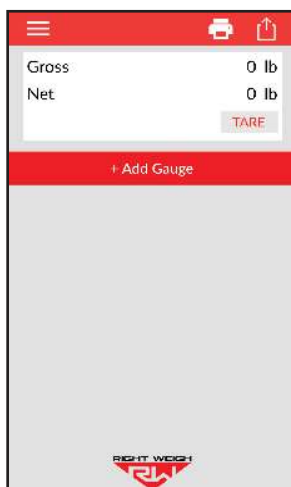 Gross 0 lb
Net 0 lb
TARE
+ Add Gauge
RIGHT WEIGH
RW